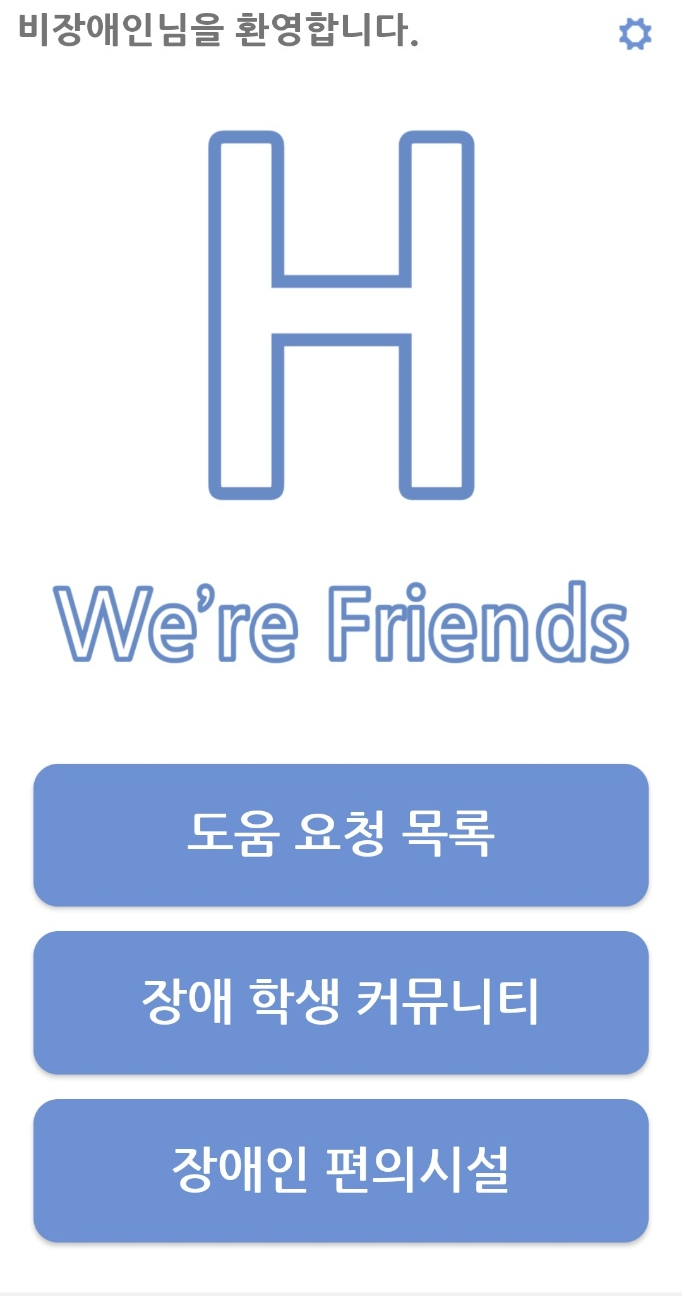 비장애인님을 환영합니다.
H
We're Friends
도움 요청 목록
장애 학생 커뮤니티
장애인 편의시설